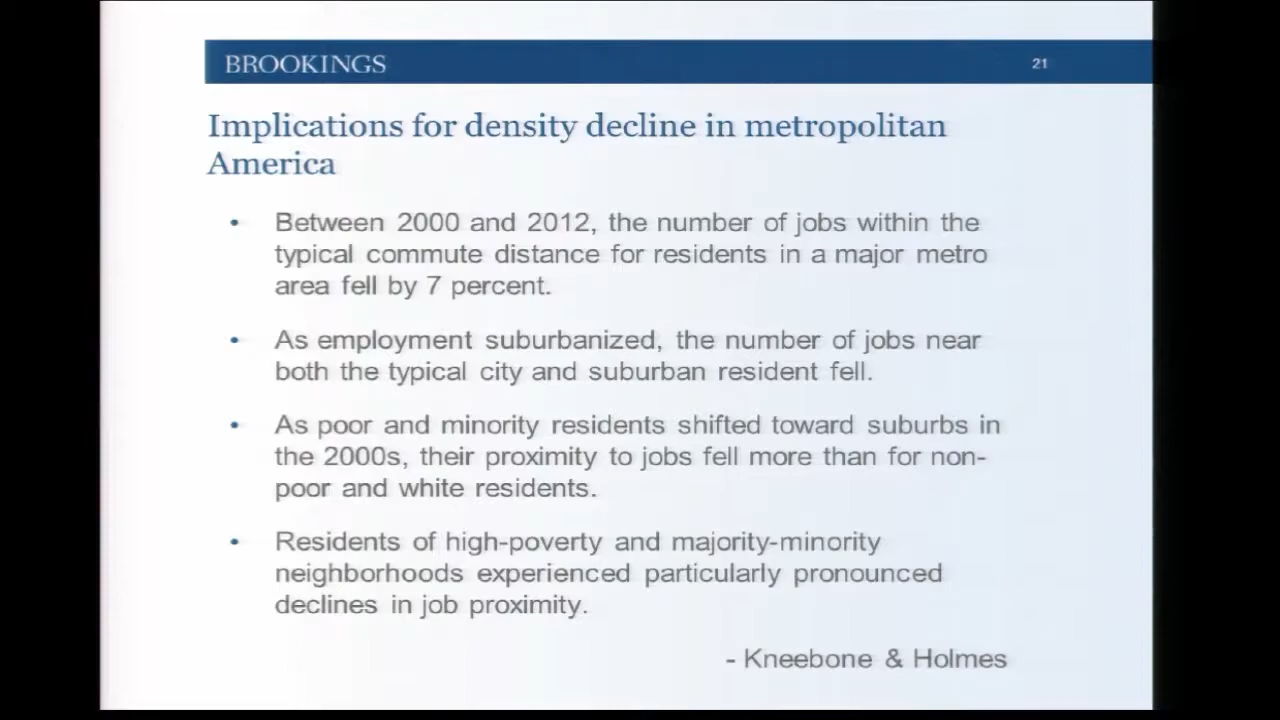 BROOKINGS 21
Implications for density decline in metropolitan
America
• Between 2000 and 2012, the number of jobs within the
typical commute distance for residents in a major metro
area fell by 7 percent.
• As employment suburbanized, the number of jobs near
both the typical city and suburban resident fell.
• As poor and minority residents shifted toward suburbs in
the 2000s, their proximity to jobs fell more than for non-
poor and white residents.
• Residents of high-poverty and majority-minority
neighborhoods experienced particularly pronounced
declines in job proximity.
- Kneebone & Holmes